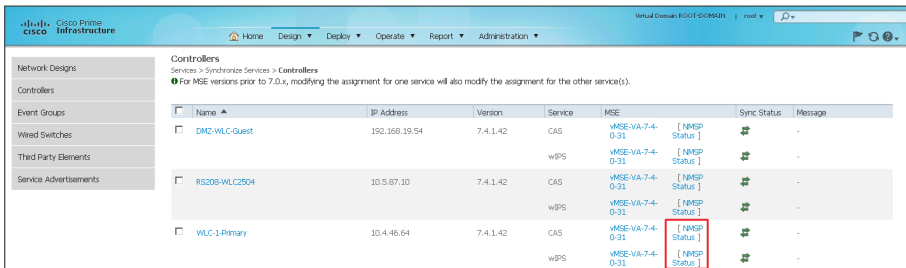 Virtual Domain ROOT-DOMAIN | root
cisco Cisco Prime Infrastructure
Home Design Deploy Operate Report Administration
Network Designs
Controllers
Event Groups
Wired Switches
Third Party Elements
Service Advertisements
Controllers
Services > Synchronize Services > Controllers
For MSE versions prior to 7.0.x, modifying the assignment for one service will also modify the assignment for the other service(s).
Name IP Address Version Service MSE Sync Status Message
DMZ-WLC-Guest 192.168.19.54 7.4.1.42 CAS vMSE-VA-7-4- [ NMSP -
0-31 Status ]
wIPS vMSE-VA-7-4- [ NMSP -
0-31 Status ]
RS208-WLC2504 10.5.87.10 7.4.1.42 CAS vMSE-VA-7-4- [ NMSP -
0-31 Status ]
wIPS vMSE-VA-7-4- [ NMSP -
0-31 Status ]
WLC-1-Primary 10.4.46.64 7.4.1.42 CAS vMSE-VA-7-4- [ NMSP -
0-31 Status ]
wIPS vMSE-VA-7-4- [ NMSP -
0-31 Status ]